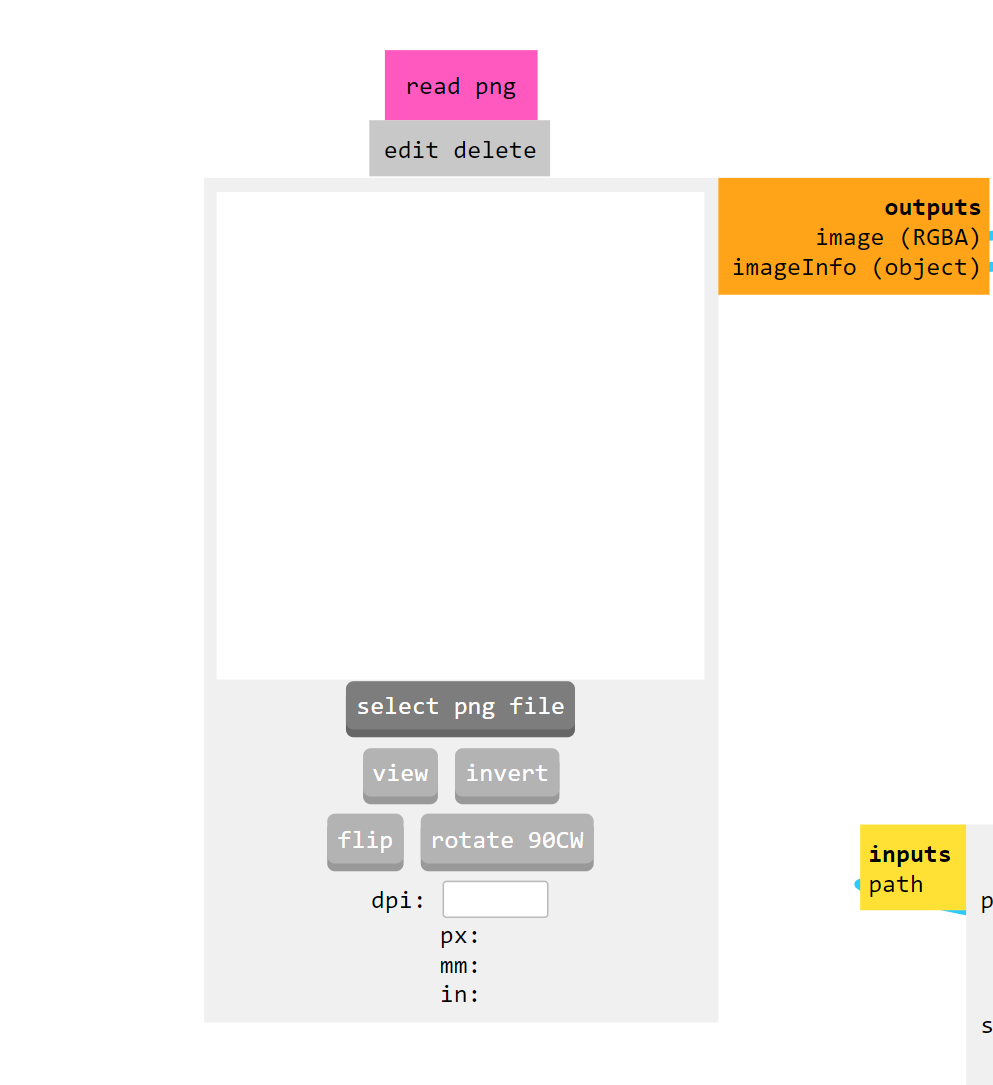 read png
edit delete
outputs
image (RGBA)
imageInfo (object)
select png file
view invert
flip rotate 90CW
dpi:
px:
mm:
in:
inputs
path
p
s